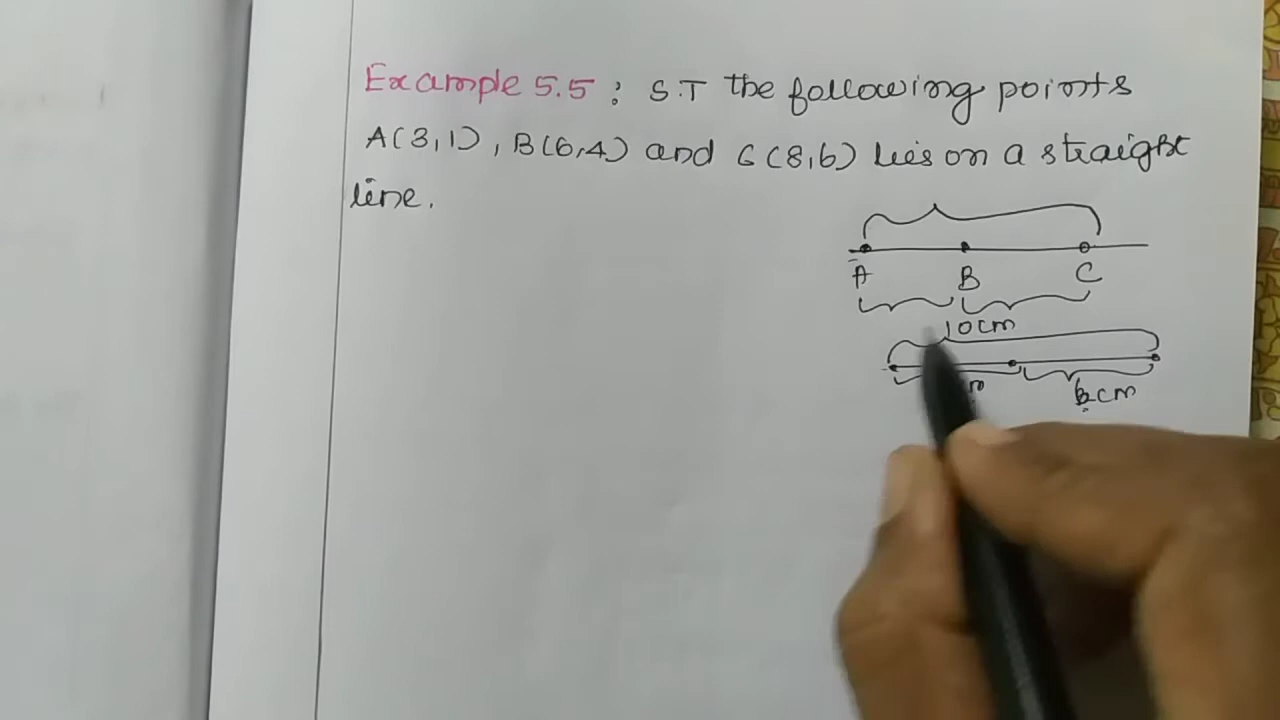 Example 5.5 : S.T the following points
A(3,1), B(6,4) and C(8,6) lies on a straight
line.
A B C
10cm
cm